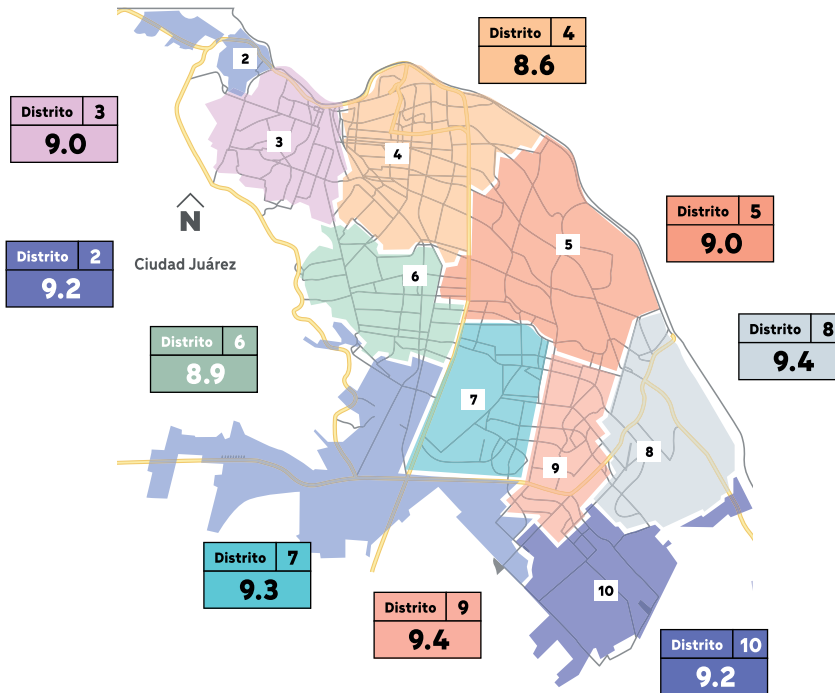 Distrito 4
8.6
2
Distrito 3
9.0
3
4
N
Distrito 5
9.0
Ciudad Juárez
5
Distrito 2
9.2
6
Distrito 6
8.9
Distrito 8
9.4
7
8
9
Distrito 7
9.3
10
Distrito 9
9.4
Distrito 10
9.2